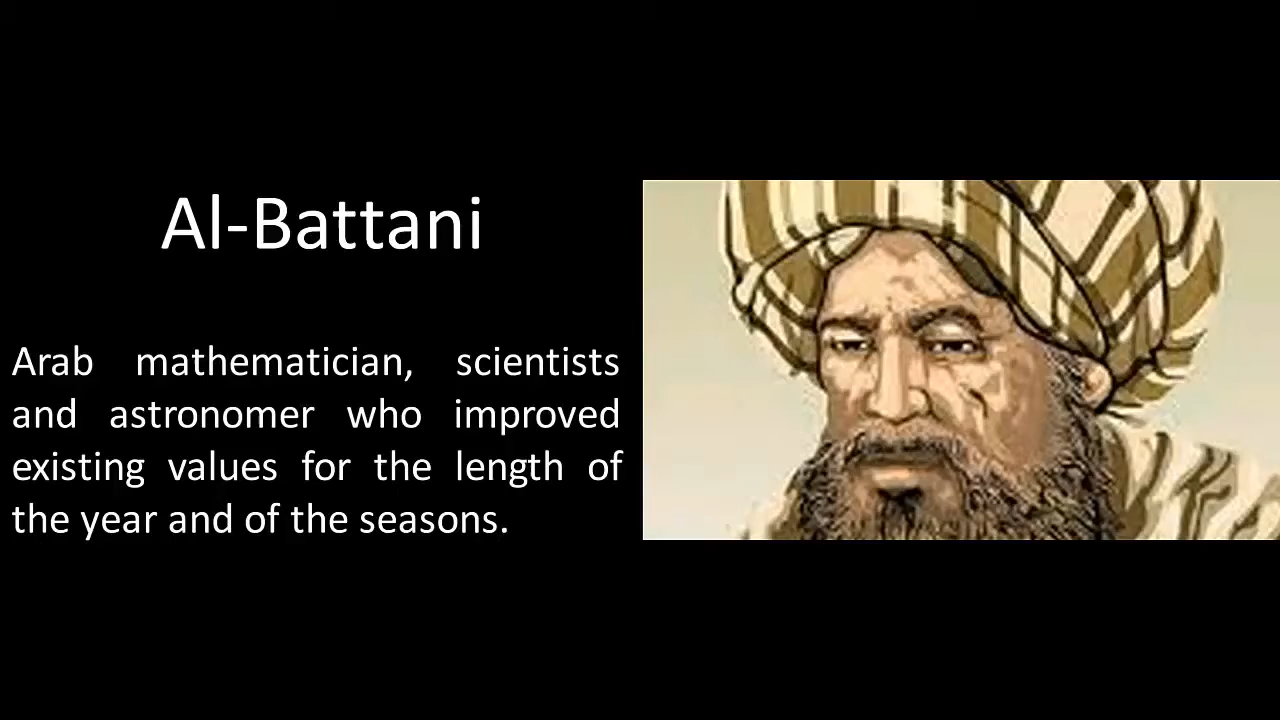 Al-Battani
Arab mathematician, scientists
and astronomer who improved
existing values for the length of
the year and of the seasons.